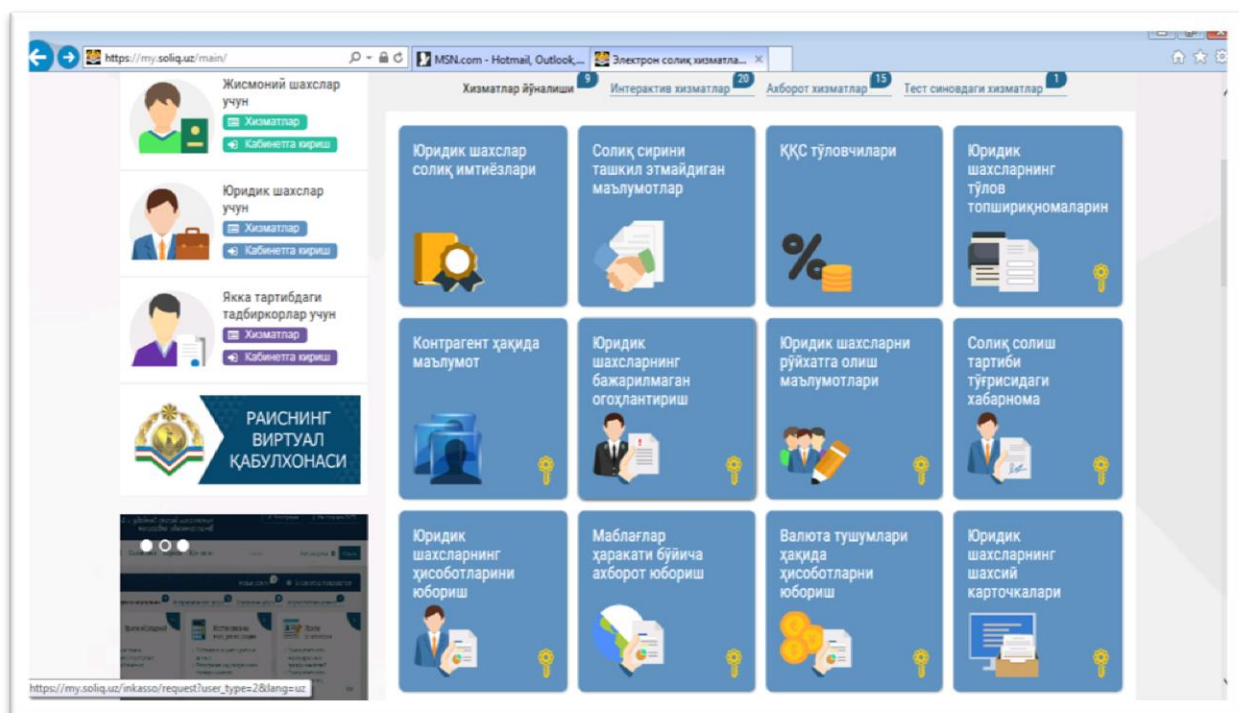 https://my.soliq.uz/main/
MSN.com - Hotmail, Outlook,...
Электрон солиқ хизматла...
Жисмоний шахслар
учун
Хизматлар
Кабинетга кириш
Юридик шахслар
учун
Хизматлар
Кабинетга кириш
Якка тартибдаги
тадбиркорлар учун
Хизматлар
Кабинетга кириш
РАИСНИНГ
ВИРТУАЛ
ҚАБУЛХОНАСИ
Хизматлар йўналиши 9
Интерактив хизматлар 20
Ахборот хизматлар 15
Тест синовдаги хизматлар 1
Юридик шахслар
солиқ имтиёзлари
Солиқ сирини
ташкил этмайдиган
маълумотлар
ҚҚС тўловчилари
Юридик
шахсларнинг
тўлов
топшириқномаларин
Контрагент ҳақида
маълумот
Юридик
шахсларнинг
бажарилмаган
огоҳлантириш
Юридик шахсларни
рўйхатга олиш
маълумотлари
Солиқ солиш
тартиби
тўғрисидаги
хабарнома
Юридик
шахсларнинг
ҳисоботларини
юбориш
Маблағлар
ҳаракати бўйича
ахборот юбориш
Валюта тушумлари
ҳақида
ҳисоботларни
юбориш
Юридик
шахсларнинг
шахсий
карточкалари
https://my.soliq.uz/inkasso/request?user_type=2&lang=uz